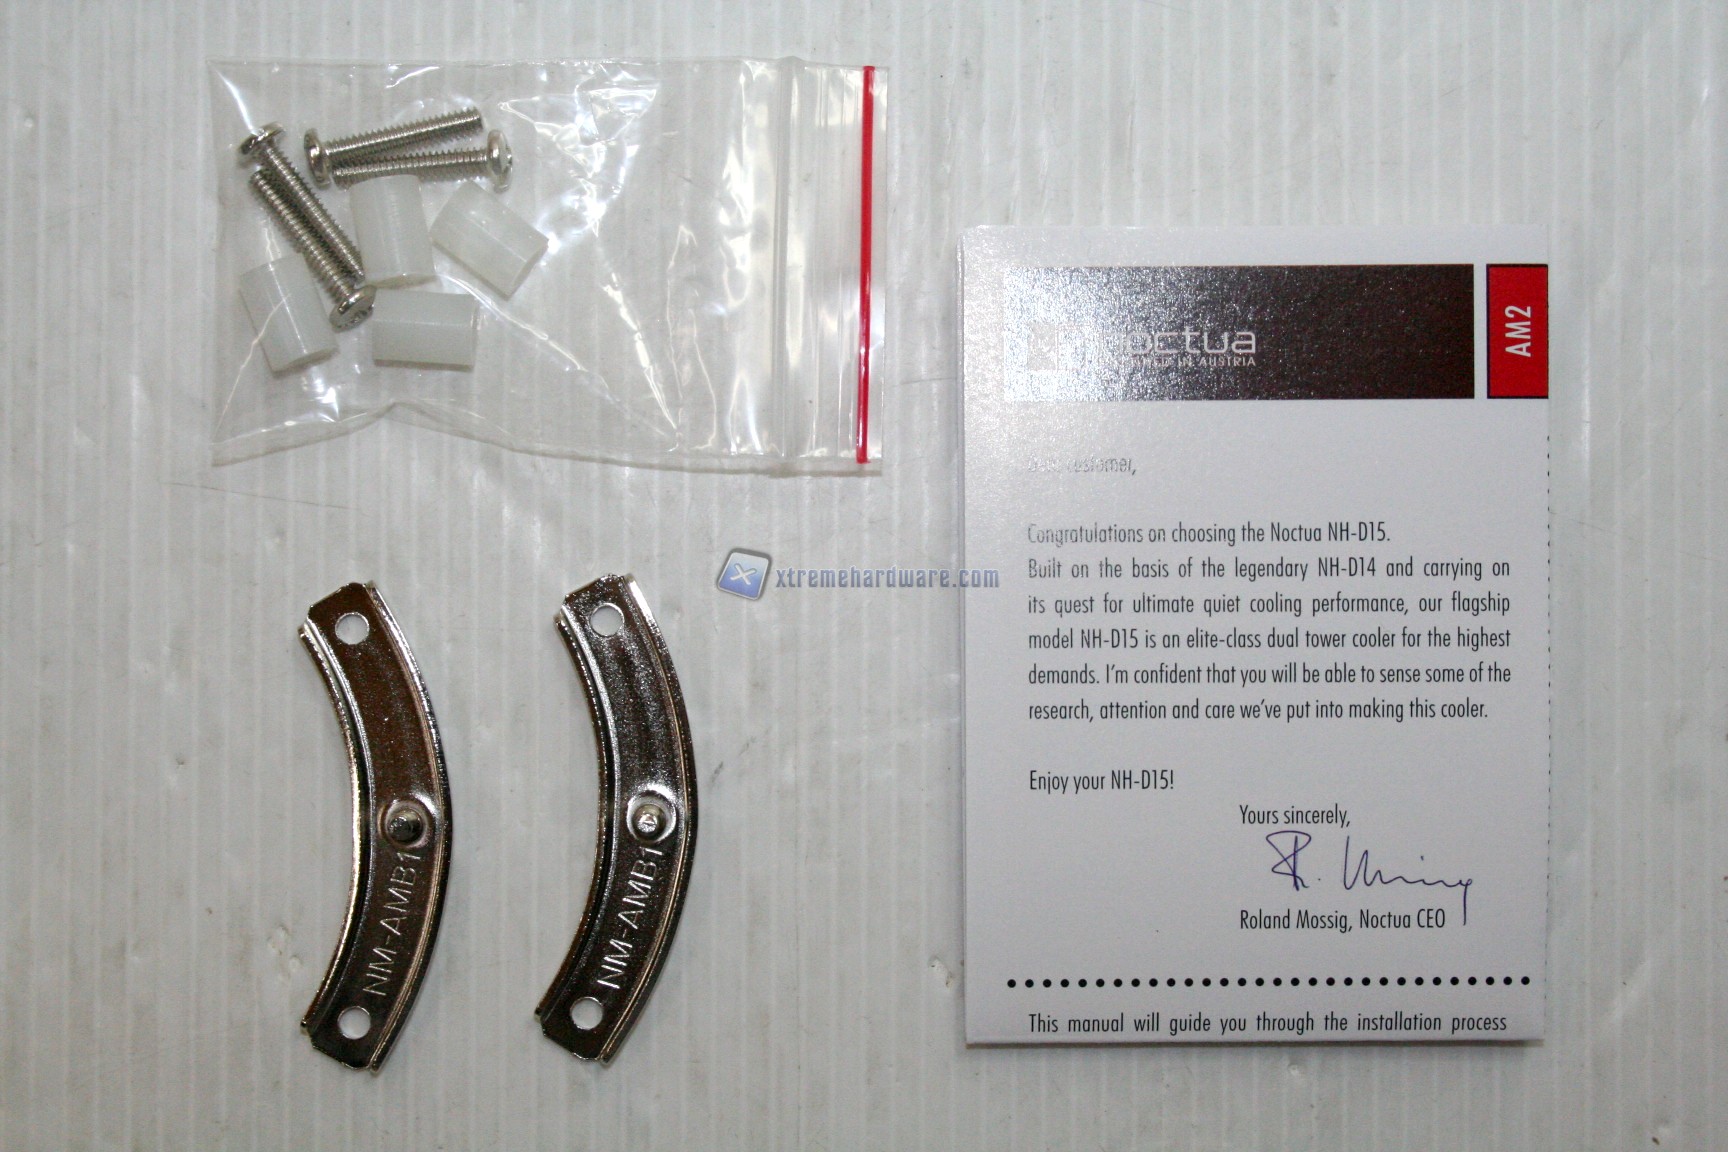 noctua
IN AUSTRIA
AM2
customer,
Congratulations on choosing the Noctua NH-D15.
Built on the basis of the legendary NH-D14 and carrying on
its quest for ultimate quiet cooling performance, our flagship
model NH-D15 is an elite-class dual tower cooler for the highest
demands. I'm confident that you will be able to sense some of the
research, attention and care we've put into making this cooler.
Enjoy your NH-D15!
Yours sincerely,
Roland Mossig, Noctua CEO
This manual will guide you through the installation process
xtremehardware.com
NM-AMB1
NM-AMB1